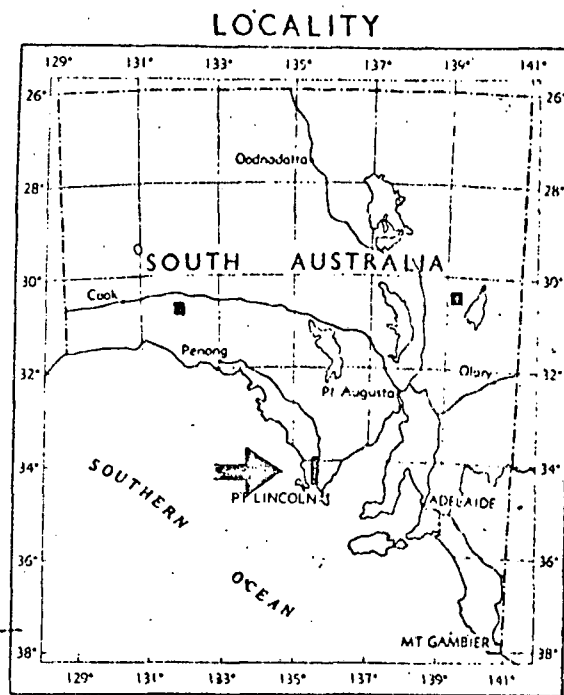 LOCALITY
129° 131° 133° 135° 137° 139° 141°
26° 26°
Oodnadatta
28° 28°
SOUTH AUSTRALIA
30° 30°
Cook
Penong
Olary
32° 32°
Pt. Augusta
34° 34°
PT LINCOLN
ADELAIDE
SOUTHERN
36° 36°
OCEAN
MT GAMBIER
38° 38°
129° 131° 133° 135° 137° 139° 141°